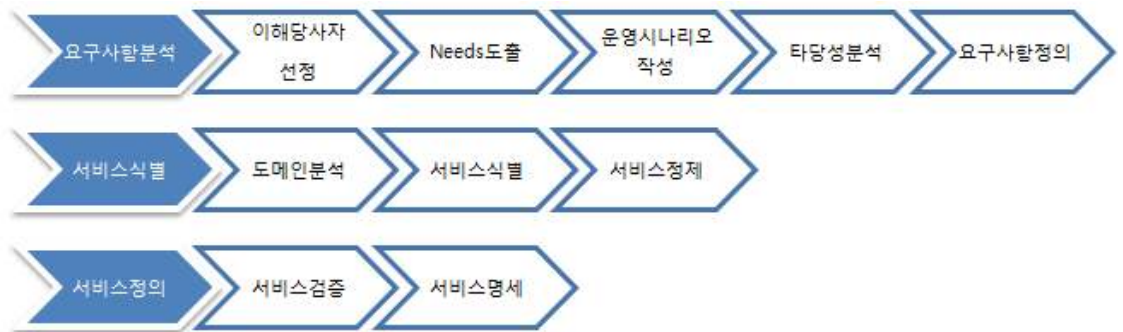 요구사항분석
이해당사자
선정
Needs도출
운영시나리오
작성
타당성분석
요구사항정의
서비스식별
도메인분석
서비스식별
서비스정제
서비스정의
서비스검증
서비스명세